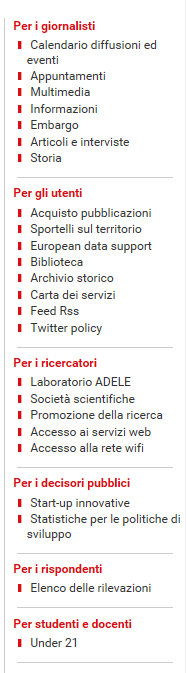 Per i giornalisti
Calendario diffusioni ed
eventi
Appuntamenti
Multimedia
Informazioni
Embargo
Articoli e interviste
Storia
Per gli utenti
Acquisto pubblicazioni
Sportelli sul territorio
European data support
Biblioteca
Archivio storico
Carta dei servizi
Feed Rss
Twitter policy
Per i ricercatori
Laboratorio ADELE
Società scientifiche
Promozione della ricerca
Accesso ai servizi web
Accesso alla rete wifi
Per i decisori pubblici
Start-up innovative
Statistiche per le politiche di
sviluppo
Per i rispondenti
Elenco delle rilevazioni
Per studenti e docenti
Under 21